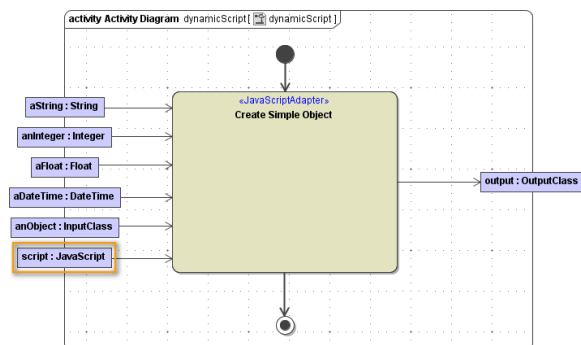 activity Activity Diagram dynamicScript[ dynamicScript ]
«JavaScriptAdapter»
Create Simple Object
aString : String
anInteger : Integer
aFloat : Float
aDateTime : DateTime
anObject : InputClass
script : JavaScript
output : OutputClass